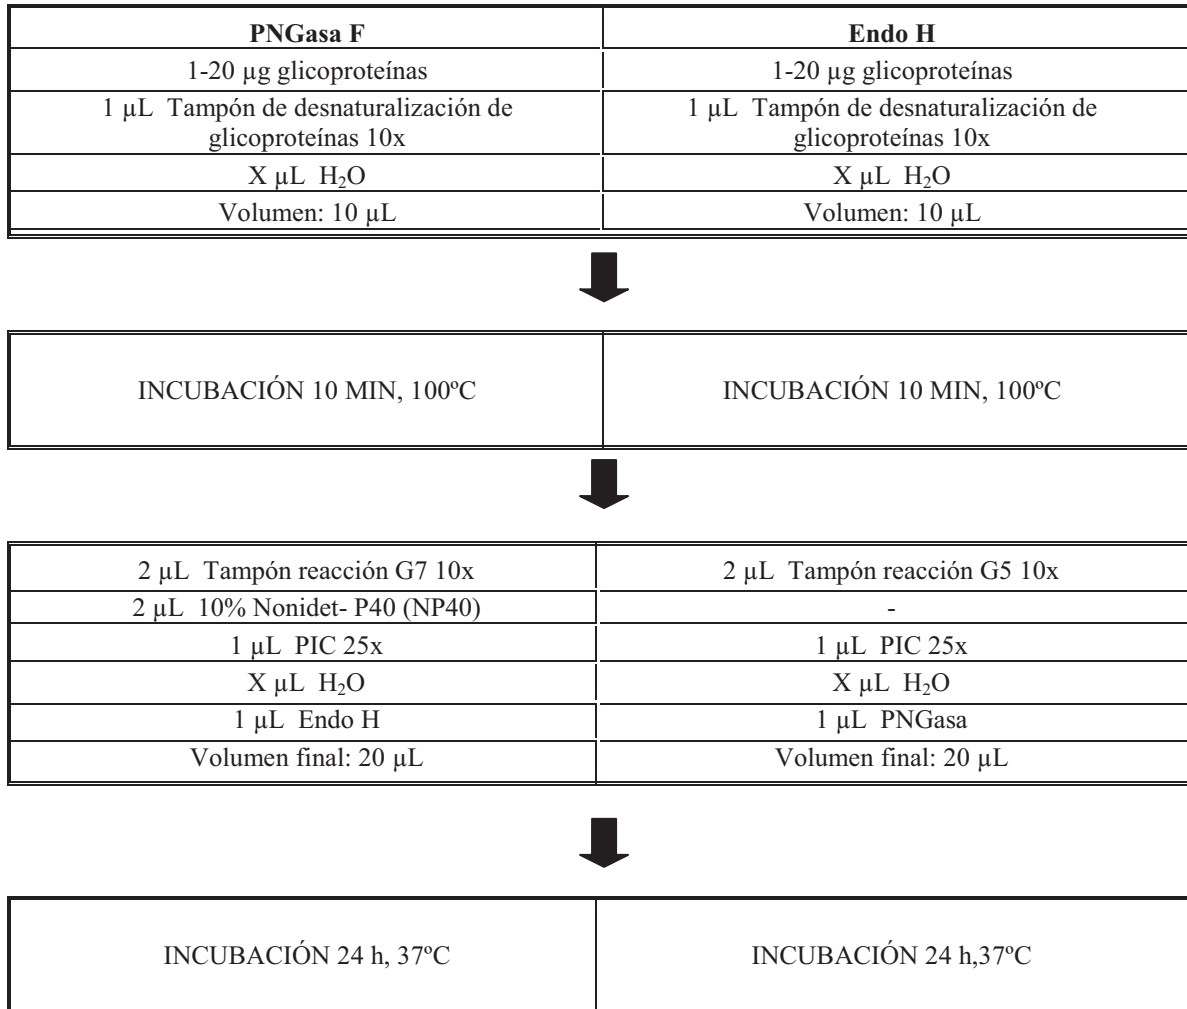 PNGasa F Endo H
1-20 µg glicoproteínas 1-20 µg glicoproteínas
1 µL Tampón de desnaturalización de 1 µL Tampón de desnaturalización de
glicoproteínas 10x glicoproteínas 10x
X µL H₂O X µL H₂O
Volumen: 10 µL Volumen: 10 µL
INCUBACIÓN 10 MIN, 100ºC INCUBACIÓN 10 MIN, 100ºC
2 µL Tampón reacción G7 10x 2 µL Tampón reacción G5 10x
2 µL 10% Nonidet- P40 (NP40) -
1 µL PIC 25x 1 µL PIC 25x
X µL H₂O X µL H₂O
1 µL Endo H 1 µL PNGasa
Volumen final: 20 µL Volumen final: 20 µL
INCUBACIÓN 24 h, 37ºC INCUBACIÓN 24 h,37ºC